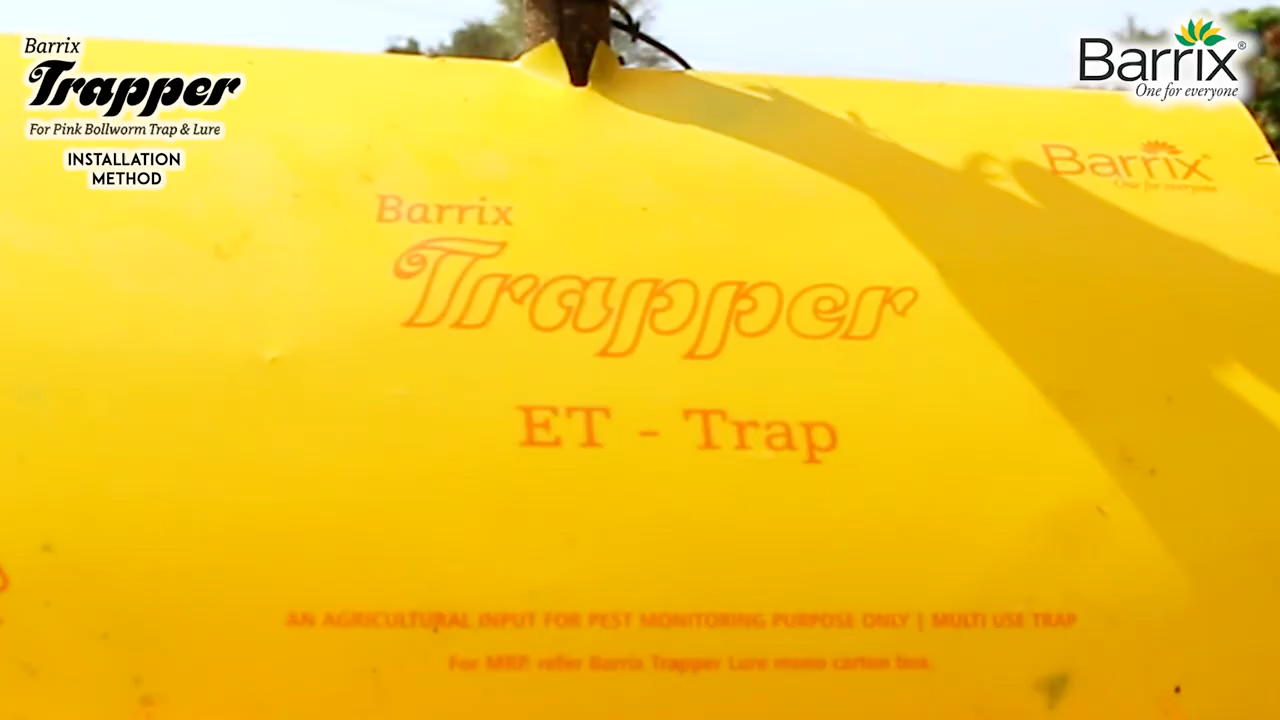 Barrix
Trapper
For Pink Bollworm Trap & Lure
INSTALLATION
METHOD
Barrix®
One for everyone
Barrix
One for everyone
Barrix
Trapper
ET - Trap
AN AGRICULTURAL INPUT FOR PEST MONITORING PURPOSE ONLY | MULTI USE TRAP
For MRP. refer Barrix Trapper Lure mono carton box.